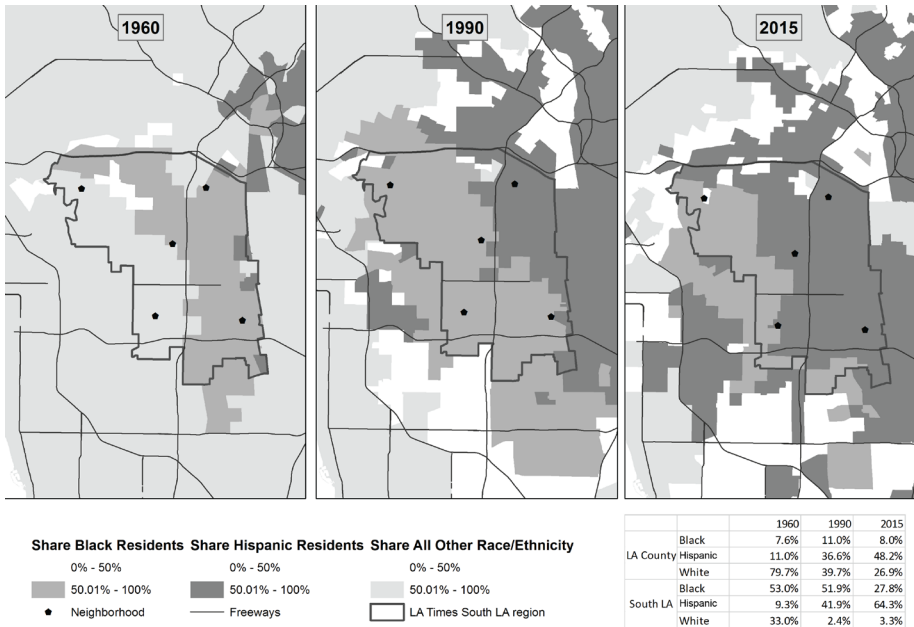 1960
1990
2015
Share Black Residents Share Hispanic Residents Share All Other Race/Ethnicity
0% - 50% 0% - 50% 0% - 50%
50.01% - 100% 50.01% - 100% 50.01% - 100%
Neighborhood Freeways LA Times South LA region
1960 1990 2015
LA County Black 7.6% 11.0% 8.0%
Hispanic 11.0% 36.6% 48.2%
White 79.7% 39.7% 26.9%
South LA Black 53.0% 51.9% 27.8%
Hispanic 9.3% 41.9% 64.3%
White 33.0% 2.4% 3.3%